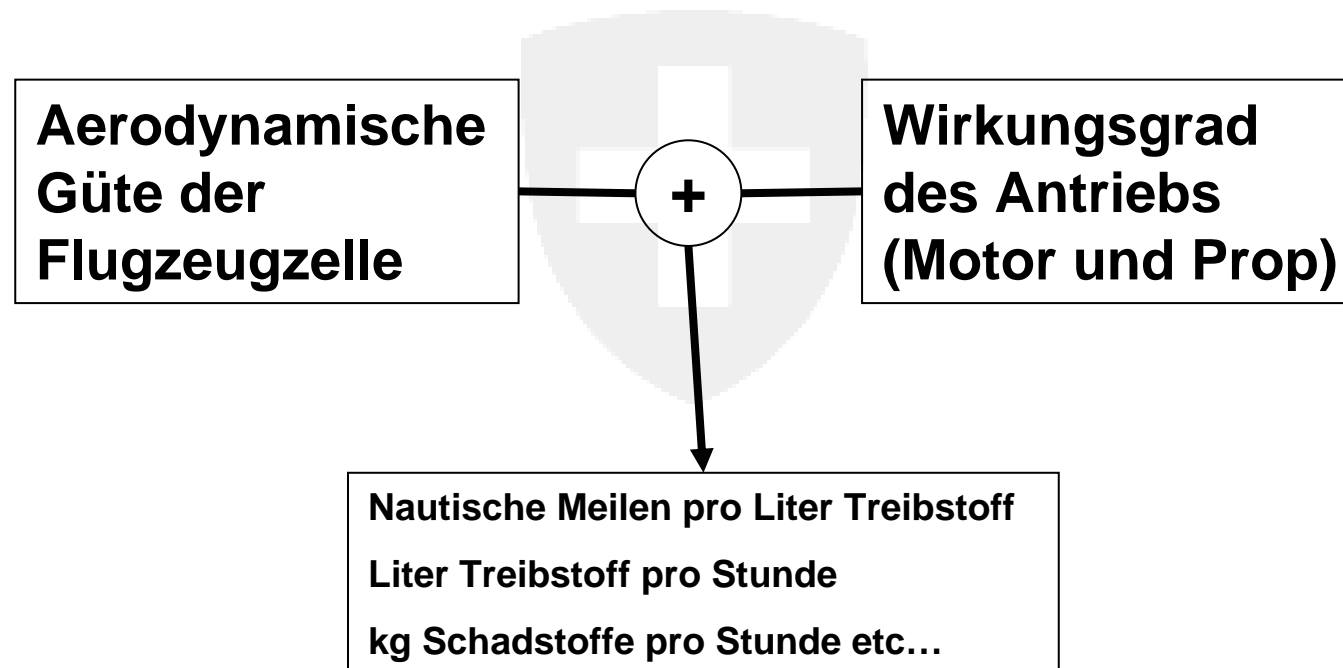 Aerodynamische
Güte der
Flugzeugzelle
+
Wirkungsgrad
des Antriebs
(Motor und Prop)
Nautische Meilen pro Liter Treibstoff
Liter Treibstoff pro Stunde
kg Schadstoffe pro Stunde etc…